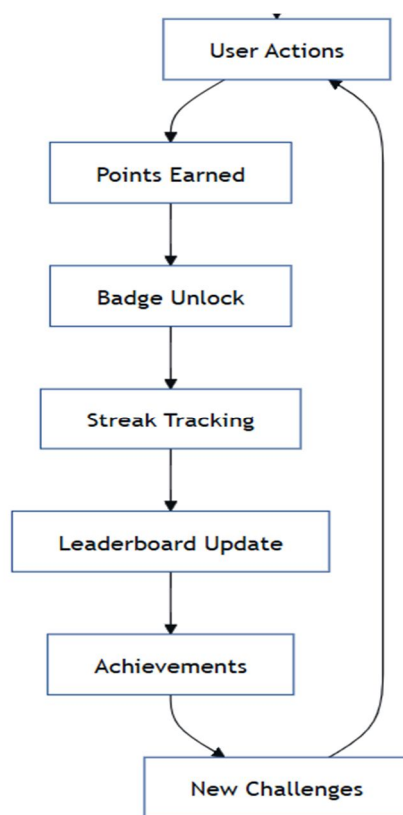 User Actions
Points Earned
Badge Unlock
Streak Tracking
Leaderboard Update
Achievements
New Challenges